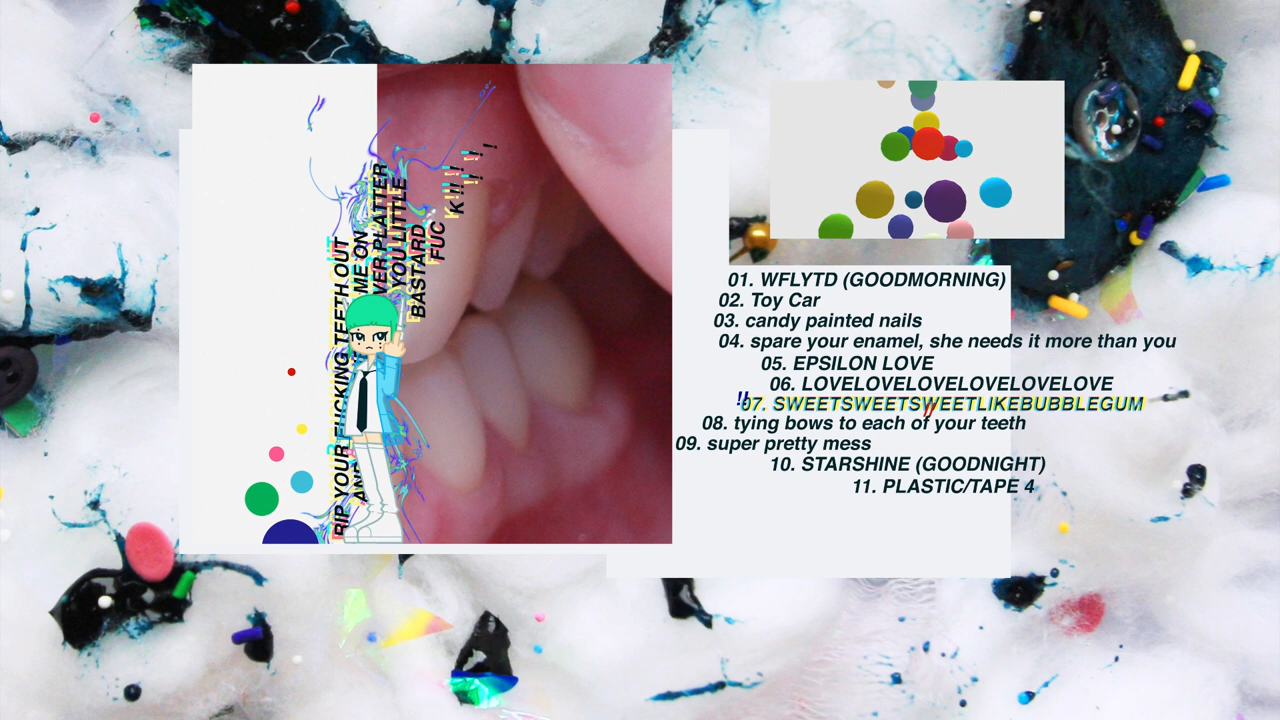 RIP YOUR FUCKING TEETH OUT
ME ON
VER PLATTER
YOU LITTLE
BASTARD
FUC
K !! ! ! ! !
01. WFLYTD (GOODMORNING)
02. Toy Car
03. candy painted nails
04. spare your enamel, she needs it more than you
05. EPSILON LOVE
06. LOVELOVELOVELOVELOVELOVE
!! 07. SWEETSWEETSWEETLIKEBUBBLEGUM
08. tying bows to each of your teeth
09. super pretty mess
10. STARSHINE (GOODNIGHT)
11. PLASTIC/TAPE 4